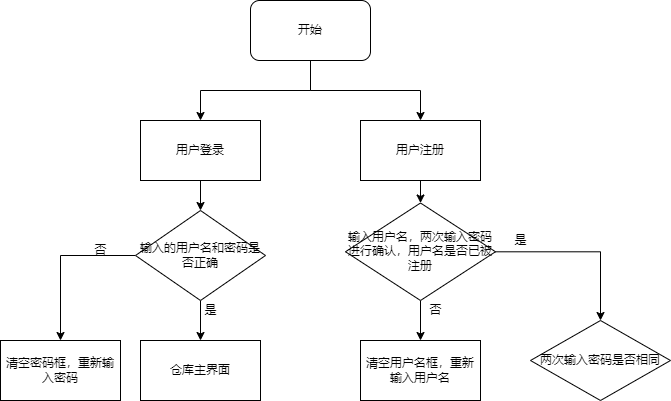 开始
用户登录
用户注册
输入的用户名和密码是
否正确
输入用户名，两次输入密码
进行确认，用户名是否已被
注册
否
是
是
否
清空密码框，重新输
入密码
仓库主界面
清空用户名框，重新
输入用户名
两次输入密码是否相同